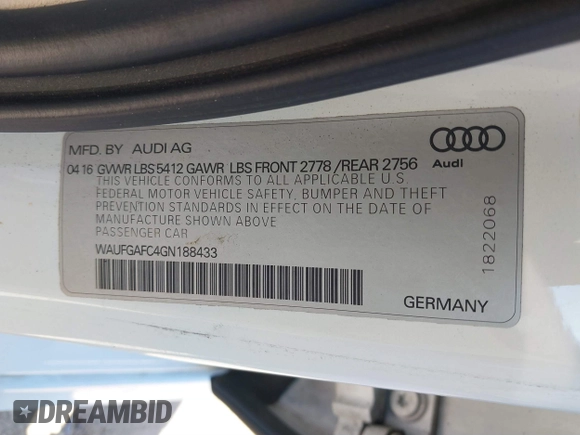 MFD. BY AUDI AG
04 16 GVWR LBS 5412 GAWR LBS FRONT 2778 /REAR 2756
THIS VEHICLE CONFORMS TO ALL APPLICABLE U.S.
FEDERAL MOTOR VEHICLE SAFETY, BUMPER AND THEFT
PREVENTION STANDARDS IN EFFECT ON THE DATE OF
MANUFACTURE SHOWN ABOVE
PASSENGER CAR
WAUFGAFC4GN188433
Audi
1822068
GERMANY
DREAMBID